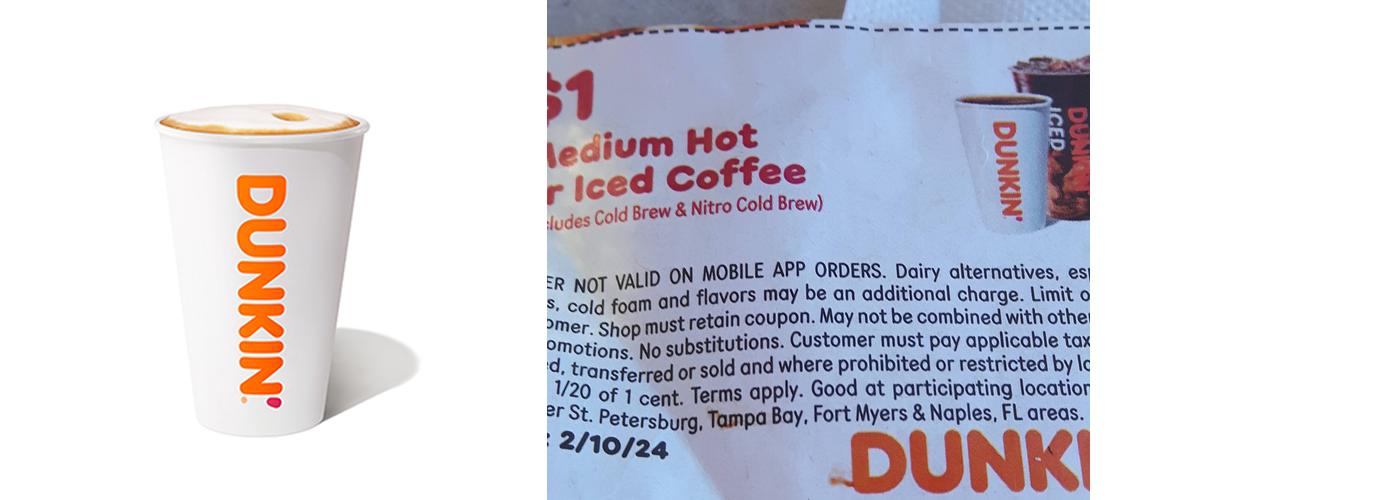 DUNKIN'
$1
Medium Hot
r Iced Coffee
cludes Cold Brew & Nitro Cold Brew)
DUNKIN'
ICED
DUNKIN'
ER NOT VALID ON MOBILE APP ORDERS. Dairy alternatives, esp
s, cold foam and flavors may be an additional charge. Limit o
omer. Shop must retain coupon. May not be combined with other
omotions. No substitutions. Customer must pay applicable tax
d, transferred or sold and where prohibited or restricted by la
1/20 of 1 cent. Terms apply. Good at participating location
er St. Petersburg, Tampa Bay, Fort Myers & Naples, FL areas.
: 2/10/24
DUNKI